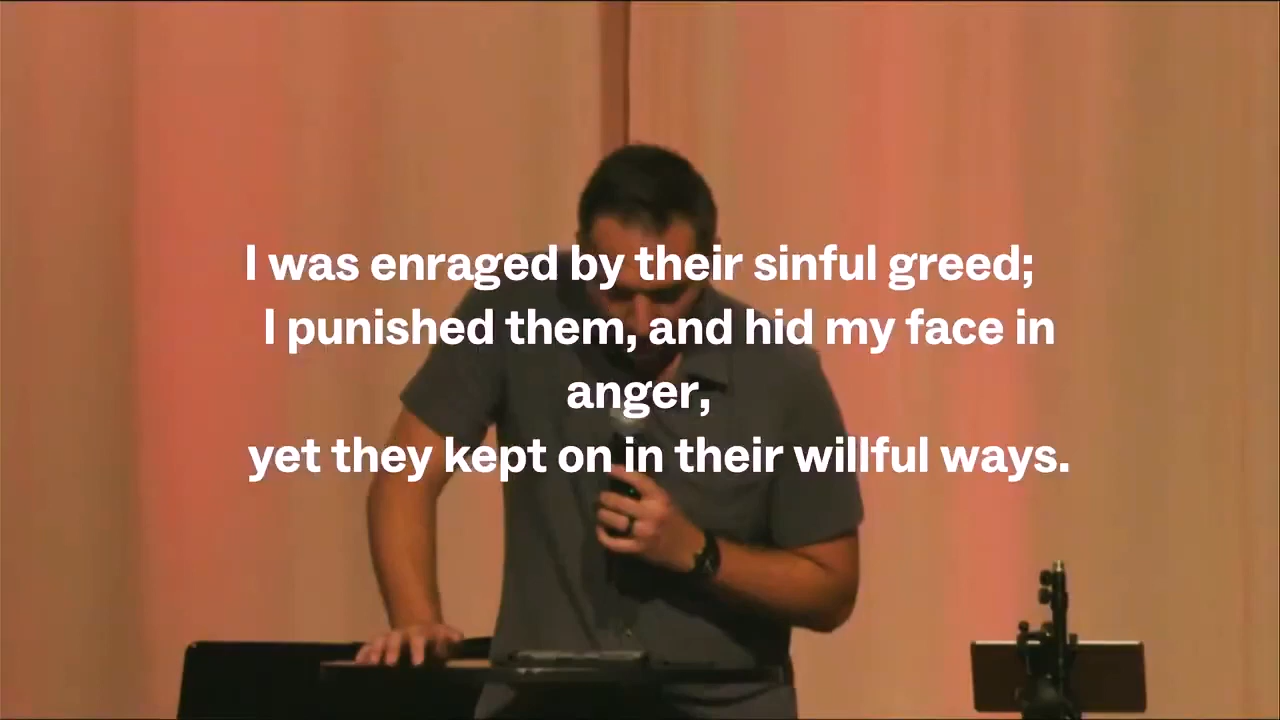 I was enraged by their sinful greed;
I punished them, and hid my face in
anger,
yet they kept on in their willful ways.